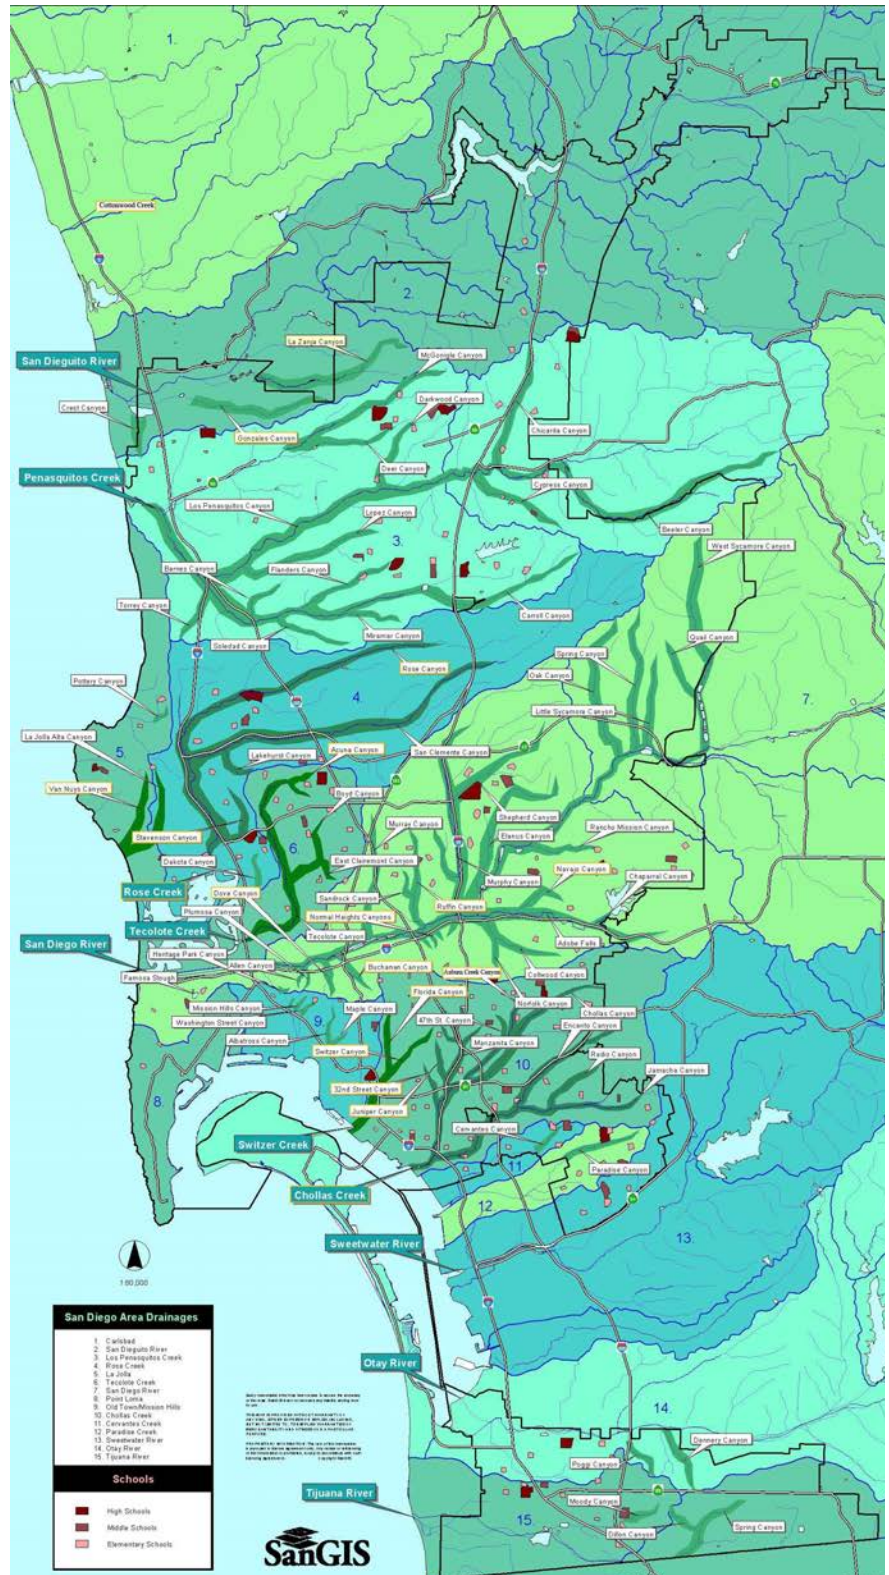 1.
Cottonwood Creek
2.
La Zanja Canyon
McGonigle Canyon
San Dieguito River
Crest Canyon
Darkwood Canyon
Gonzales Canyon
Chicarita Canyon
Deer Canyon
Penasquitos Creek
Cypress Canyon
Los Penasquitos Canyon
Lopez Canyon
Beeler Canyon
3.
West Sycamore Canyon
Barnes Canyon
Flanders Canyon
Torrey Canyon
Carroll Canyon
Soledad Canyon
Miramar Canyon
Quail Canyon
Spring Canyon
Rose Canyon
Oak Canyon
Pottery Canyon
4.
7.
Little Sycamore Canyon
La Jolla Alta Canyon
5
Lakehurst Canyon
Acuna Canyon
San Clemente Canyon
Van Nuys Canyon
Boyd Canyon
Shepherd Canyon
Stevenson Canyon
6.
Murray Canyon
Elanus Canyon
Rancho Mission Canyon
Dakota Canyon
East Clairemont Canyon
Navajo Canyon
Chaparral Canyon
Rose Creek
Dova Canyon
Sandrock Canyon
Murphy Canyon
Ruffin Canyon
Plumosa Canyon
Normal Heights Canyons
Tecolote Creek
Tecolote Canyon
Adobe Falls
San Diego River
Heritage Park Canyon
Allen Canyon
Buchanan Canyon
Auburn Creek Canyon
Collwood Canyon
Famosa Slough
Florida Canyon
Mission Hills Canyon
Maple Canyon
Norfolk Canyon
Chollas Canyon
Washington Street Canyon
9
47th St. Canyon
Encanto Canyon
Albatross Canyon
Manzanita Canyon
Switzer Canyon
10
Radio Canyon
32nd Street Canyon
Jamacha Canyon
8.
Juniper Canyon
Cervantes Canyon
Switzer Creek
11
Paradise Canyon
Chollas Creek
12
Sweetwater River
13.
1:60,000
San Diego Area Drainages
1. Carlsbad
2. San Dieguito River
3. Los Penasquitos Creek
4. Rose Creek
5. La Jolla
6. Tecolote Creek
7. San Diego River
8. Point Loma
9. Old Town/Mission Hills
10. Chollas Creek
11. Cervantes Creek
12. Paradise Creek
13. Sweetwater River
14. Otay River
15. Tijuana River
Schools
High Schools
Middle Schools
Elementary Schools
Otay River
14.
Dennery Canyon
Poggi Canyon
Tijuana River
Moody Canyon
15
Dillon Canyon
Spring Canyon
SanGIS